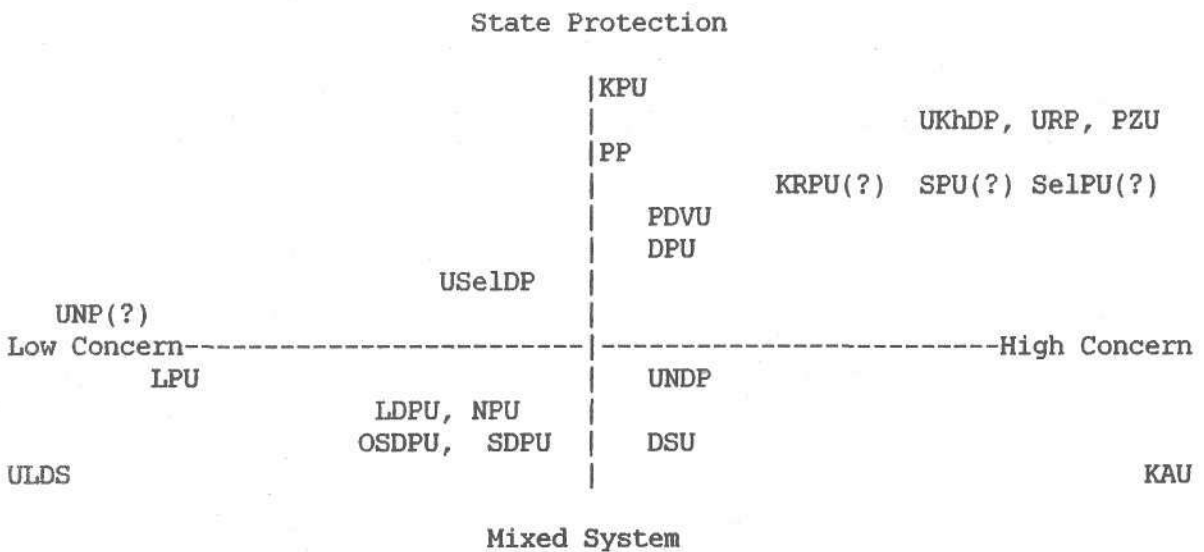 State Protection
|KPU
| UKhDP, URP, PZU
|PP
| KRPU(?) SPU(?) SelPU(?)
| PDVU
| DPU
USelDP |
UNP(?) |
Low Concern-----------------------|-----------------------High Concern
LPU | UNDP
LDPU, NPU |
OSDPU, SDPU | DSU
ULDS | KAU
Mixed System